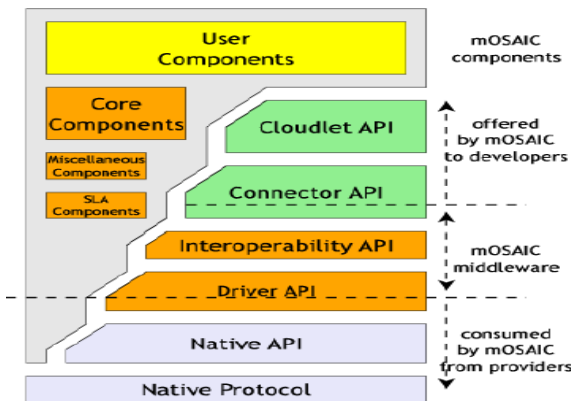 User
Components
mOSAIC
components
Core
Components
Miscellaneous
Components
SLA
Components
Cloudlet API
offered
by mOSAIC
to developers
Connector API
Interoperability API
mOSAIC
middleware
Driver API
Native API
consumed
by mOSAIC
from providers
Native Protocol